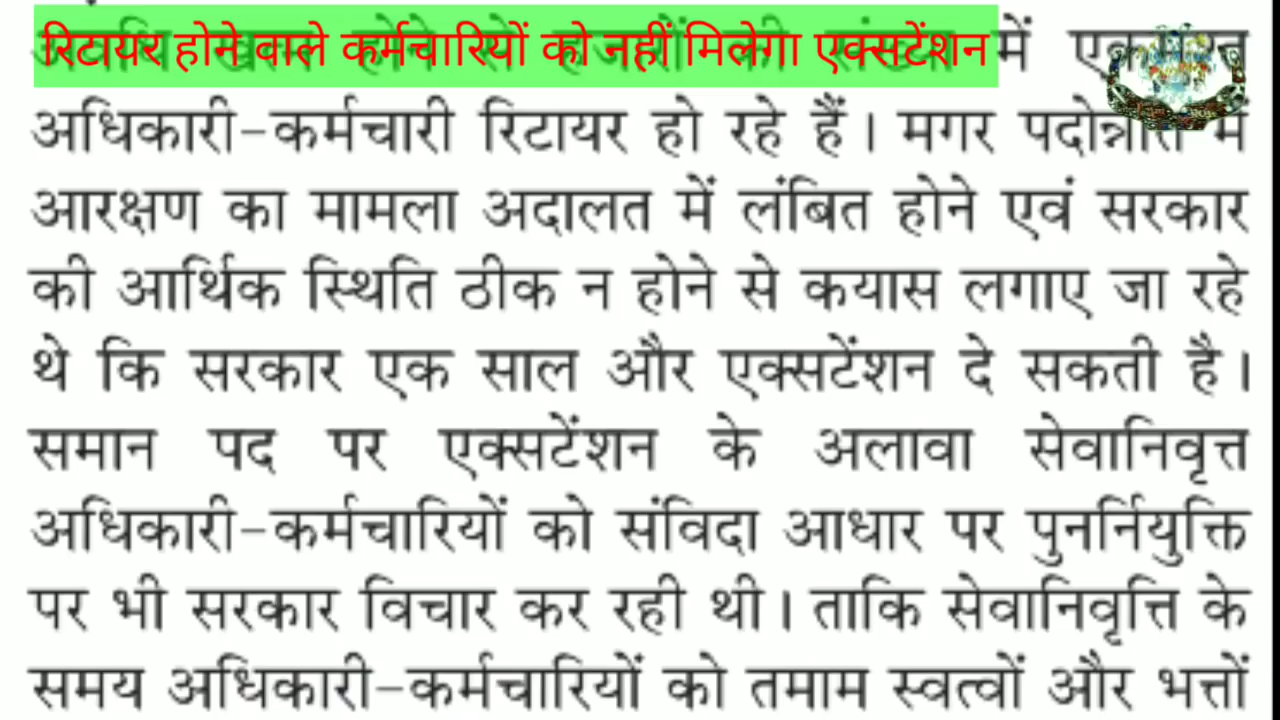 रिटायर होने वाले कर्मचारियों को नहीं मिलेगा एक्सटेंशन
में
अधिकारी-कर्मचारी रिटायर हो रहे हैं। मगर पदोन्नति में
आरक्षण का मामला अदालत में लंबित होने एवं सरकार
की आर्थिक स्थिति ठीक न होने से कयास लगाए जा रहे
थे कि सरकार एक साल और एक्सटेंशन दे सकती है।
समान पद पर एक्सटेंशन के अलावा सेवानिवृत्त
अधिकारी-कर्मचारियों को संविदा आधार पर पुनर्नियुक्ति
पर भी सरकार विचार कर रही थी। ताकि सेवानिवृत्ति के
समय अधिकारी-कर्मचारियों को तमाम स्वत्वों और भत्तों